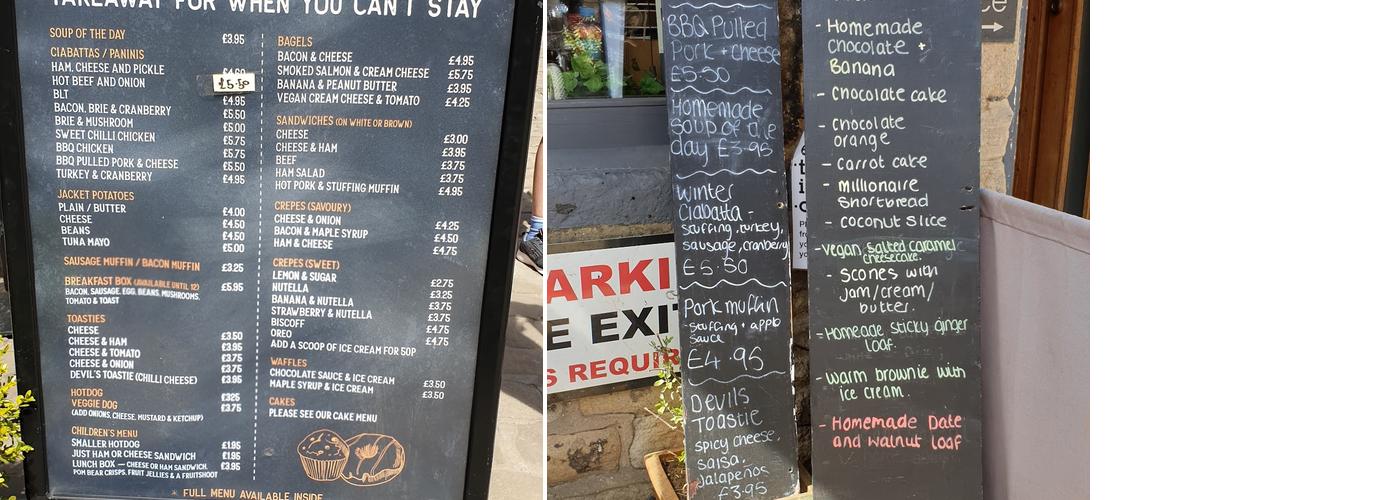 TAKEAWAY FOR WHEN YOU CAN'T STAY
SOUP OF THE DAY £3.95
CIABATTAS / PANINIS
HAM, CHEESE AND PICKLE
HOT BEEF AND ONION £5.50
BLT £4.95
BACON, BRIE & CRANBERRY £5.50
BRIE & MUSHROOM £5.00
SWEET CHILLI CHICKEN £5.75
BBQ CHICKEN £5.75
BBQ PULLED PORK & CHEESE £5.50
TURKEY & CRANBERRY £4.95
JACKET POTATOES
PLAIN / BUTTER £4.00
CHEESE £4.50
BEANS £4.50
TUNA MAYO £5.00
SAUSAGE MUFFIN / BACON MUFFIN £3.25
BREAKFAST BOX (AVAILABLE UNTIL 12) £5.95
BACON, SAUSAGE, EGG, BEANS, MUSHROOMS,
TOMATO & TOAST
TOASTIES
CHEESE £3.50
CHEESE & HAM £3.95
CHEESE & TOMATO £3.75
CHEESE & ONION £3.75
DEVIL'S TOASTIE (CHILLI CHEESE) £3.95
HOTDOG £3.25
VEGGIE DOG £3.75
(ADD ONIONS, CHEESE, MUSTARD & KETCHUP)
CHILDREN'S MENU
SMALLER HOTDOG £1.95
JUST HAM OR CHEESE SANDWICH £1.95
LUNCH BOX – CHEESE OR HAM SANDWICH, £3.95
POM BEAR CRISPS, FRUIT JELLIES & A FRUITSHOOT
BAGELS
BACON & CHEESE £4.95
SMOKED SALMON & CREAM CHEESE £5.75
BANANA & PEANUT BUTTER £3.95
VEGAN CREAM CHEESE & TOMATO £4.25
SANDWICHES (ON WHITE OR BROWN)
CHEESE £3.00
CHEESE & HAM £3.95
BEEF £3.75
HAM SALAD £3.75
HOT PORK & STUFFING MUFFIN £4.95
CREPES (SAVOURY)
CHEESE & ONION £4.25
BACON & MAPLE SYRUP £4.50
HAM & CHEESE £4.75
CREPES (SWEET)
LEMON & SUGAR £2.75
NUTELLA £3.25
BANANA & NUTELLA £3.75
STRAWBERRY & NUTELLA £3.75
BISCOFF £4.75
OREO £4.75
ADD A SCOOP OF ICE CREAM FOR 50P
WAFFLES
CHOCOLATE SAUCE & ICE CREAM £3.50
MAPLE SYRUP & ICE CREAM £3.50
CAKES
PLEASE SEE OUR CAKE MENU
* FULL MENU AVAILABLE INSIDE
BBQ Pulled
Pork + cheese
£5.50
Homemade
soup of the
day £3.95
Winter
Ciabatta -
stuffing, turkey,
sausage, cranberry
£5.50
Pork muffin
stuffing + apple
sauce
£4.95
Devils
Toastie
spicy cheese,
salsa,
Jalapeños
£3.95
ARKI
E EXIT
S REQUIR
- Homemade
chocolate +
Banana
- Chocolate cake
- chocolate
orange
- carrot cake
- millionaire
shortbread
- coconut slice
- vegan salted caramel
cheesecake.
- scones with
jam/cream/
butter.
- Homeade sticky ginger
loaf.
- warm brownie with
ice cream.
- Homemade Date
and walnut loaf